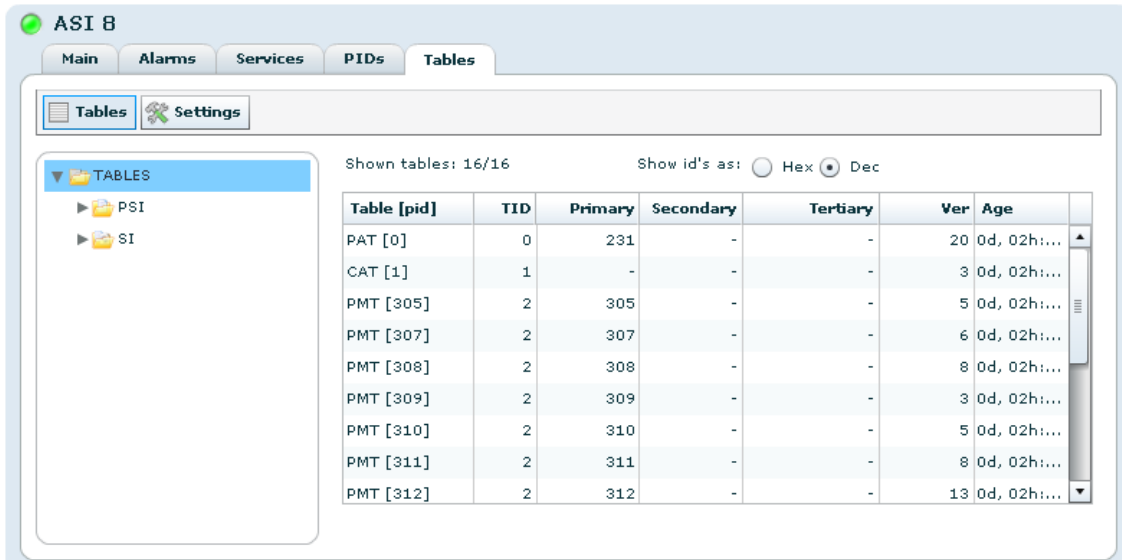 ASI 8
Main Alarms Services PIDs Tables
Tables Settings
TABLES
PSI
SI
Shown tables: 16/16 Show id's as: Hex Dec
Table [pid] TID Primary Secondary Tertiary Ver Age
PAT [0] 0 231 - - 20 0d, 02h:...
CAT [1] 1 - - - 3 0d, 02h:...
PMT [305] 2 305 - - 5 0d, 02h:...
PMT [307] 2 307 - - 6 0d, 02h:...
PMT [308] 2 308 - - 8 0d, 02h:...
PMT [309] 2 309 - - 3 0d, 02h:...
PMT [310] 2 310 - - 5 0d, 02h:...
PMT [311] 2 311 - - 8 0d, 02h:...
PMT [312] 2 312 - - 13 0d, 02h:...